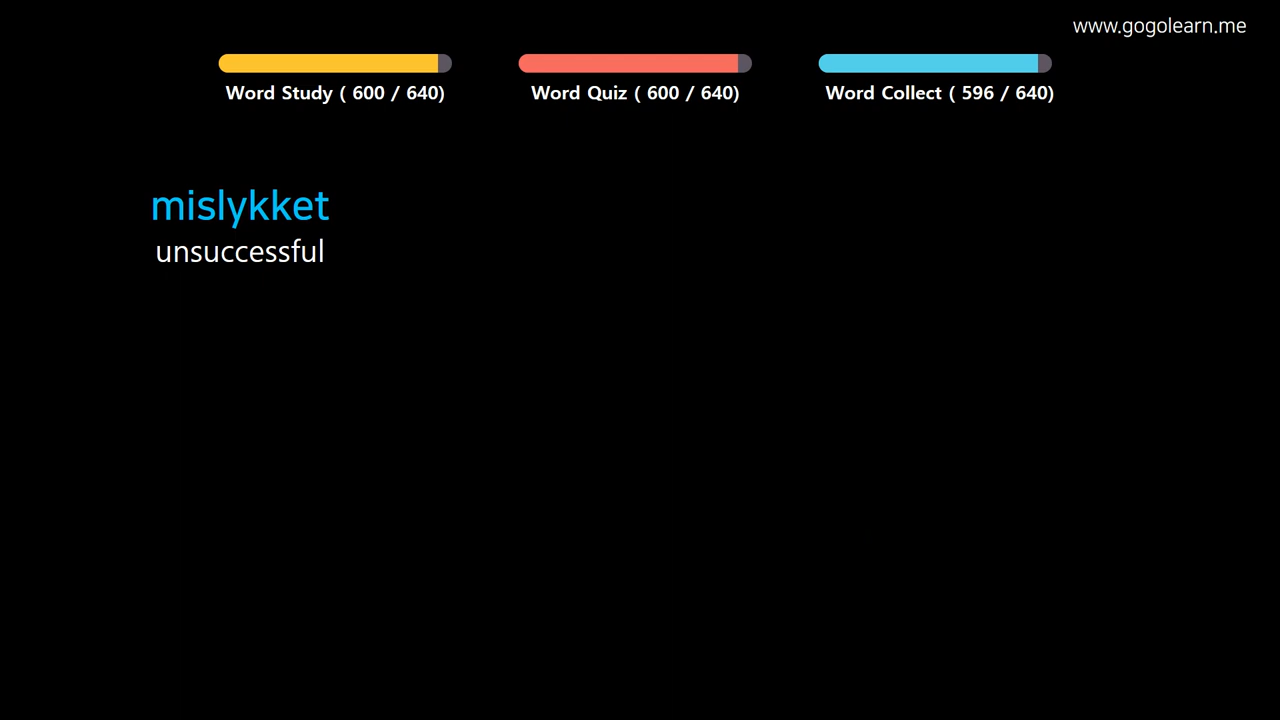 www.gogolearn.me
Word Study ( 600 / 640)
Word Quiz ( 600 / 640)
Word Collect ( 596 / 640)
mislykket
unsuccessful